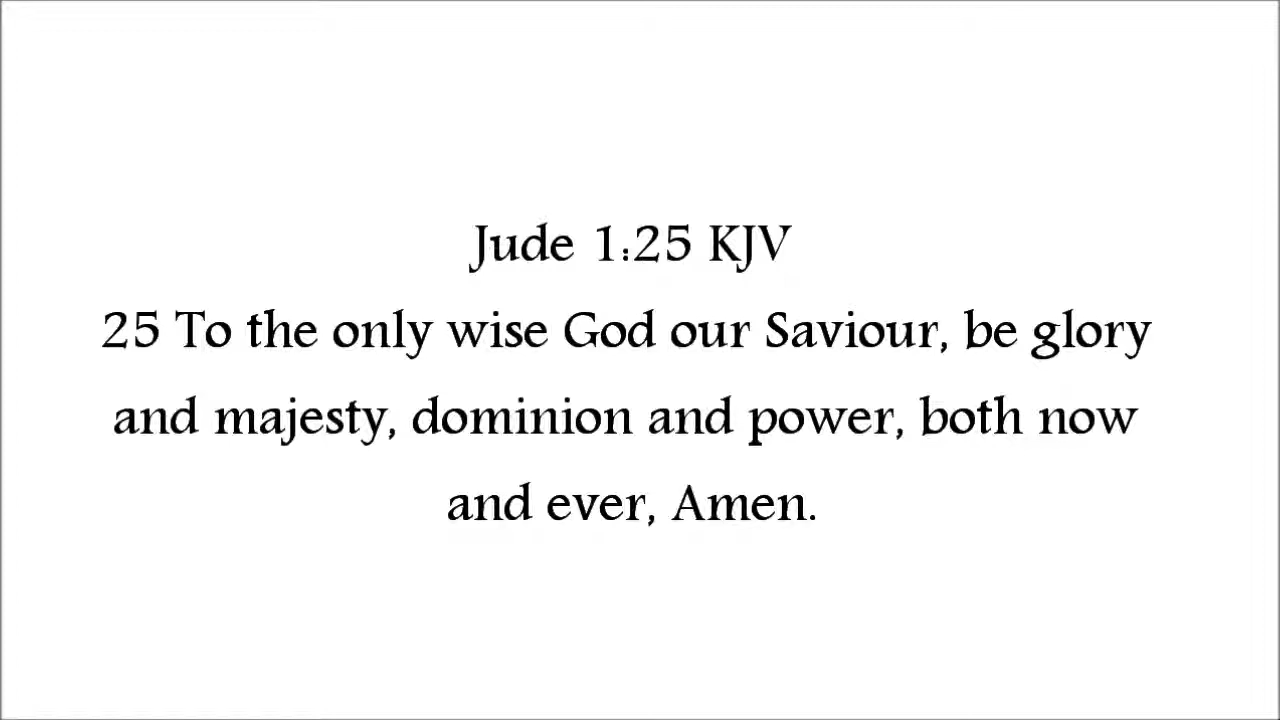 Jude 1:25 KJV
25 To the only wise God our Saviour, be glory
and majesty, dominion and power, both now
and ever, Amen.